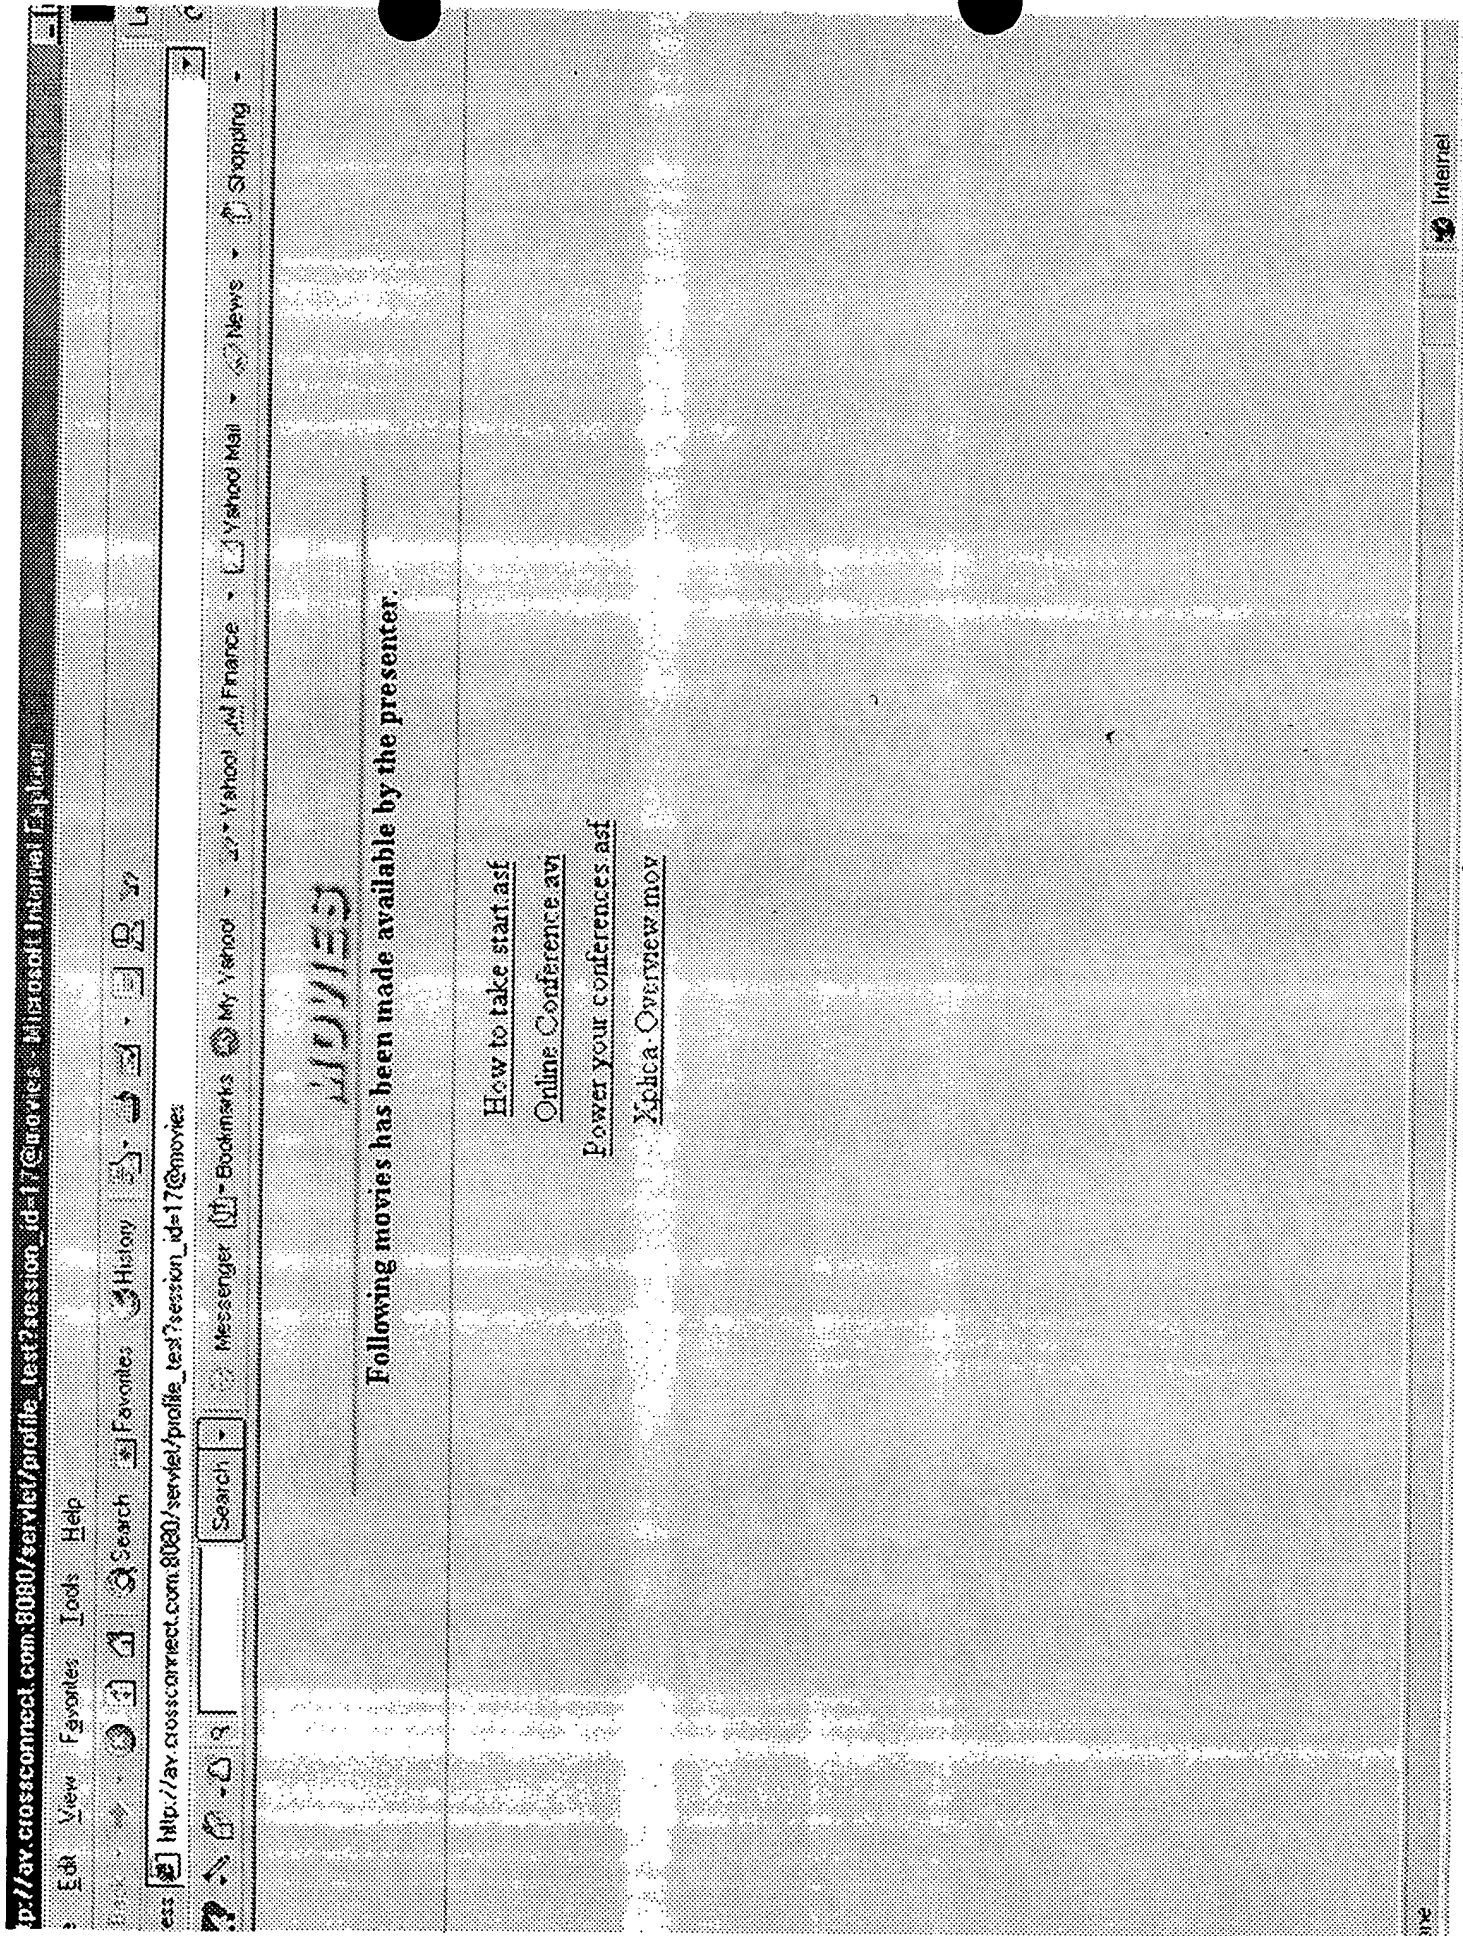 p://av.crossconnect.com:8080/servlet/profile_test?session_id=17@movies - Microsoft Internet Explorer
Edit View Favorites Tools Help
Search Favorites History
ess http://av.crossconnect.com:8080/servlet/profile_test?session_id=17@movies
Search Messenger Bookmarks My Yahoo! Yahoo! Finance Yahoo! Mail News Shopping
MOVIES
Following movies has been made available by the presenter.
How to take start asf
Online Conference avi
Power your conferences asf
Xplica-Overview mov
ne Internet